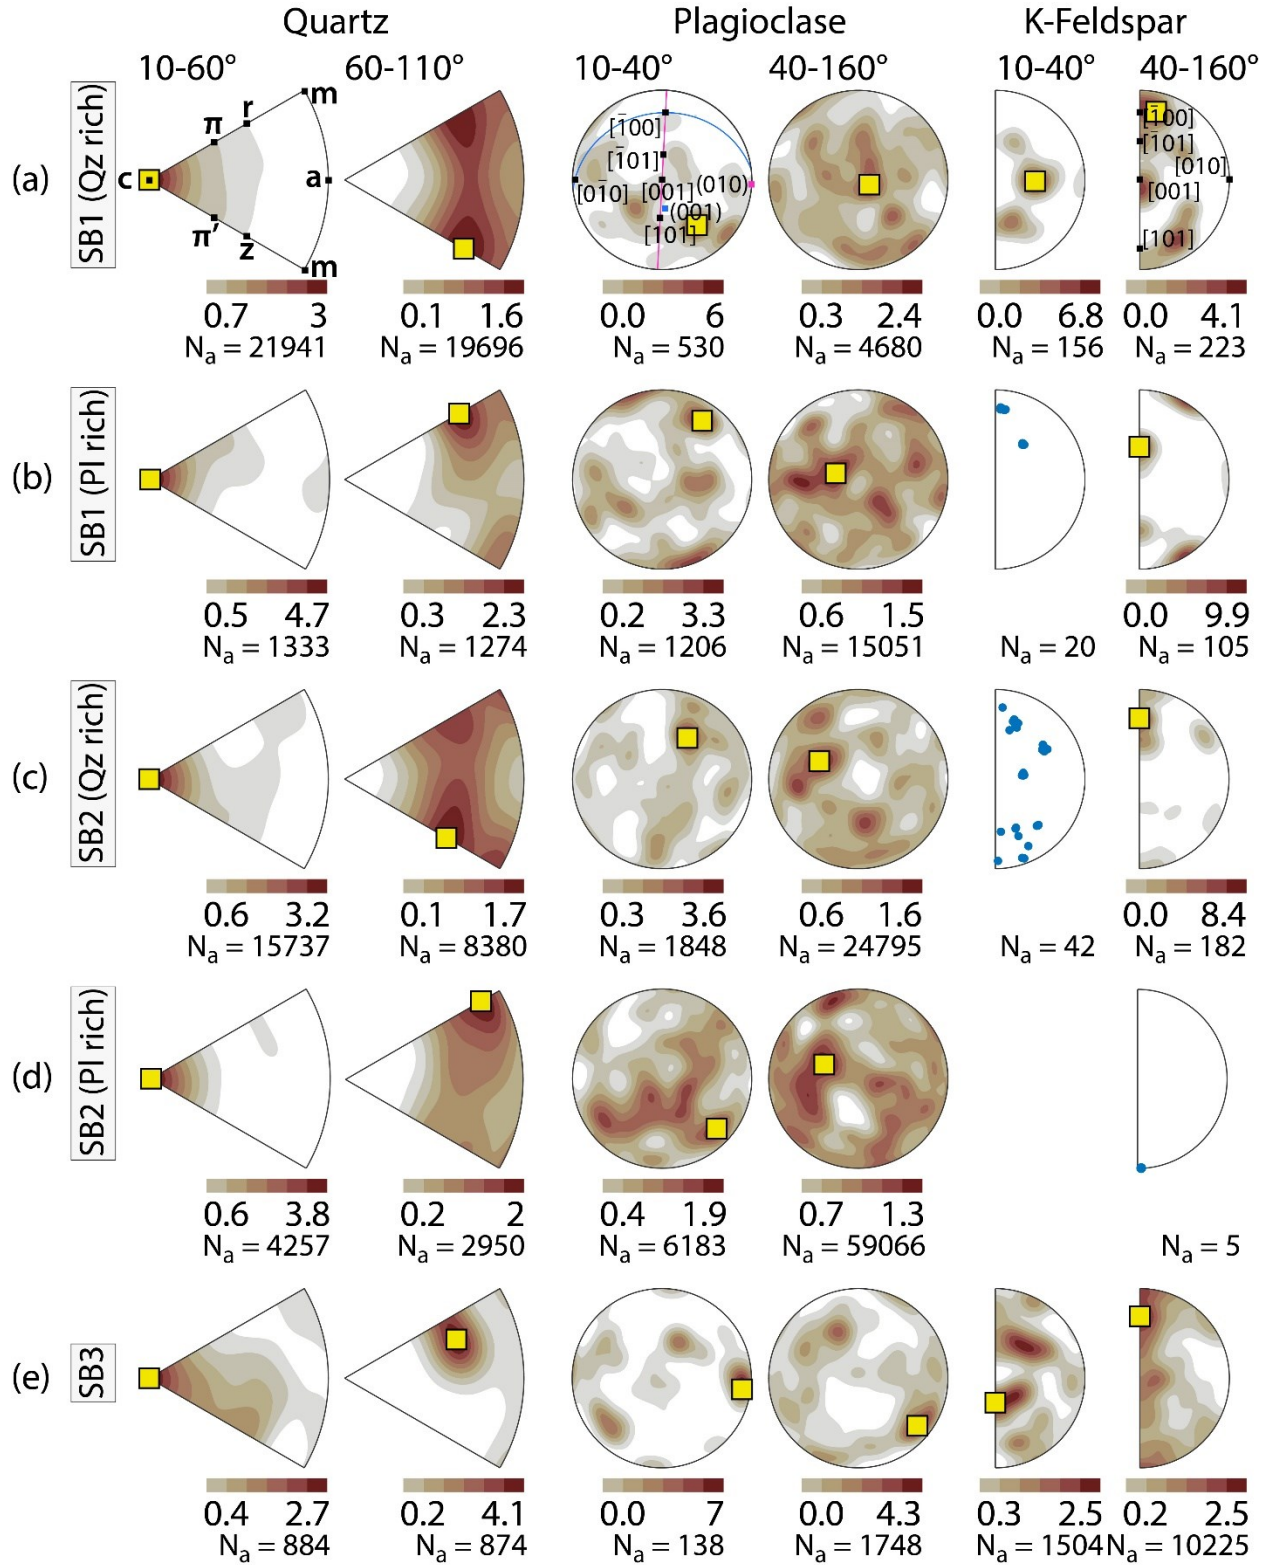 Quartz Plagioclase K-Feldspar
10-60° 60-110° 10-40° 40-160° 10-40° 40-160°
(a) SB1 (Qz rich)
c π r m a π' z m
[1̄00] [1̄01] [01̄0] [001] (010) (001) [101]
[1̄00] [1̄01] [010] [001] [101]
0.7 3 0.1 1.6 0.0 6 0.3 2.4 0.0 6.8 0.0 4.1
Na = 21941 Na = 19696 Na = 530 Na = 4680 Na = 156 Na = 223
(b) SB1 (Pl rich)
0.5 4.7 0.3 2.3 0.2 3.3 0.6 1.5 0.0 9.9
Na = 1333 Na = 1274 Na = 1206 Na = 15051 Na = 20 Na = 105
(c) SB2 (Qz rich)
0.6 3.2 0.1 1.7 0.3 3.6 0.6 1.6 0.0 8.4
Na = 15737 Na = 8380 Na = 1848 Na = 24795 Na = 42 Na = 182
(d) SB2 (Pl rich)
0.6 3.8 0.2 2 0.4 1.9 0.7 1.3
Na = 4257 Na = 2950 Na = 6183 Na = 59066 Na = 5
(e) SB3
0.4 2.7 0.2 4.1 0.0 7 0.0 4.3 0.3 2.5 0.2 2.5
Na = 884 Na = 874 Na = 138 Na = 1748 Na = 1504 Na = 10225